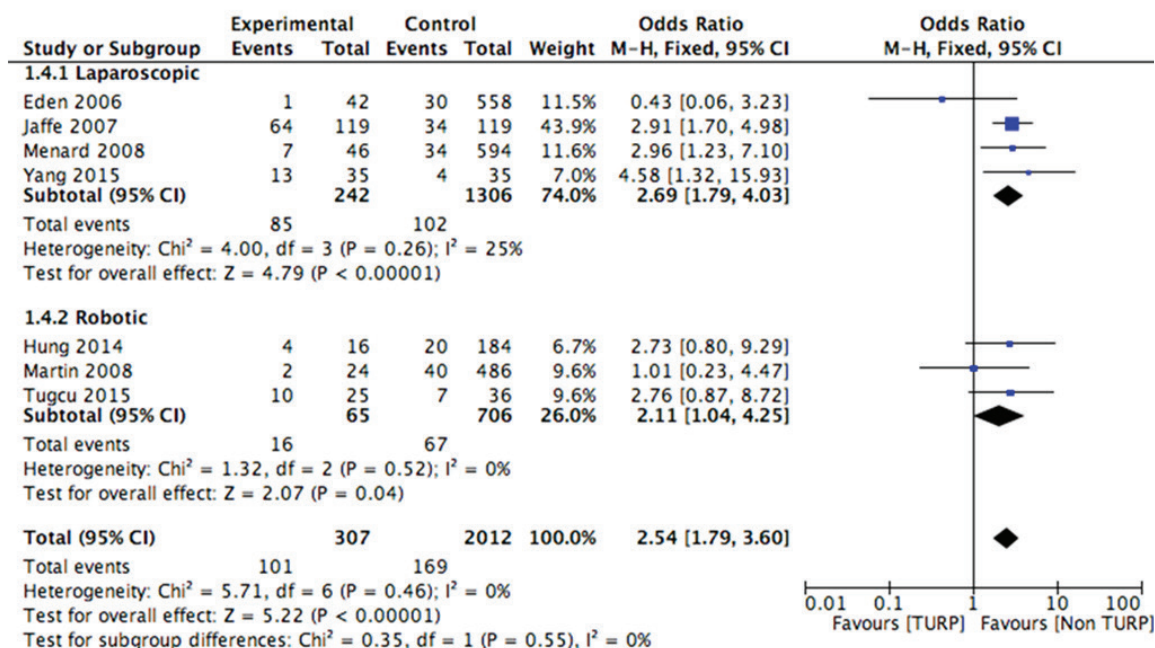 Experimental Control Odds Ratio Odds Ratio
Study or Subgroup Events Total Events Total Weight M-H, Fixed, 95% CI M-H, Fixed, 95% CI
1.4.1 Laparoscopic
Eden 2006 1 42 30 558 11.5% 0.43 [0.06, 3.23]
Jaffe 2007 64 119 34 119 43.9% 2.91 [1.70, 4.98]
Menard 2008 7 46 34 594 11.6% 2.96 [1.23, 7.10]
Yang 2015 13 35 4 35 7.0% 4.58 [1.32, 15.93]
Subtotal (95% CI) 242 1306 74.0% 2.69 [1.79, 4.03]
Total events 85 102
Heterogeneity: Chi² = 4.00, df = 3 (P = 0.26); I² = 25%
Test for overall effect: Z = 4.79 (P < 0.00001)
1.4.2 Robotic
Hung 2014 4 16 20 184 6.7% 2.73 [0.80, 9.29]
Martin 2008 2 24 40 486 9.6% 1.01 [0.23, 4.47]
Tugcu 2015 10 25 7 36 9.6% 2.76 [0.87, 8.72]
Subtotal (95% CI) 65 706 26.0% 2.11 [1.04, 4.25]
Total events 16 67
Heterogeneity: Chi² = 1.32, df = 2 (P = 0.52); I² = 0%
Test for overall effect: Z = 2.07 (P = 0.04)
Total (95% CI) 307 2012 100.0% 2.54 [1.79, 3.60]
Total events 101 169
Heterogeneity: Chi² = 5.71, df = 6 (P = 0.46); I² = 0%
Test for overall effect: Z = 5.22 (P < 0.00001)
Test for subgroup differences: Chi² = 0.35, df = 1 (P = 0.55), I² = 0%
0.01 0.1 1 10 100
Favours [TURP] Favours [Non TURP]